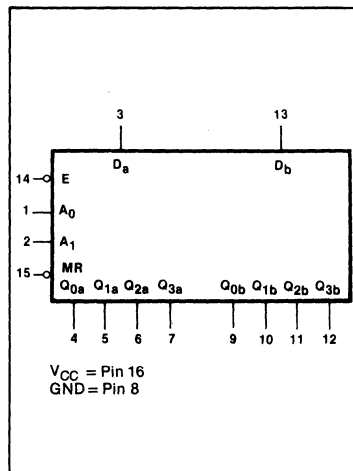 3 13
Da Db
14 E
1 A0
2 A1
15 MR
Q0a Q1a Q2a Q3a Q0b Q1b Q2b Q3b
4 5 6 7 9 10 11 12
VCC = Pin 16
GND = Pin 8